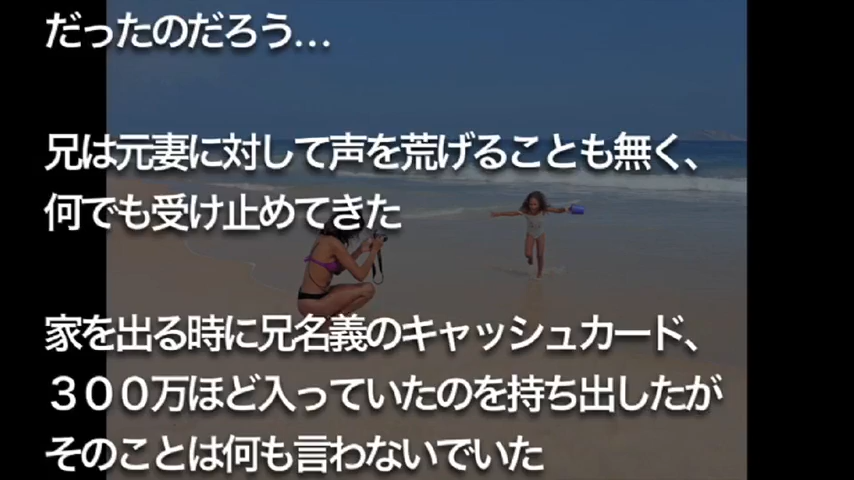 だったのだろう…
兄は元妻に対して声を荒げることも無く、
何でも受け止めてきた
家を出る時に兄名義のキャッシュカード、
３００万ほど入っていたのを持ち出したが
そのことは何も言わないでいた